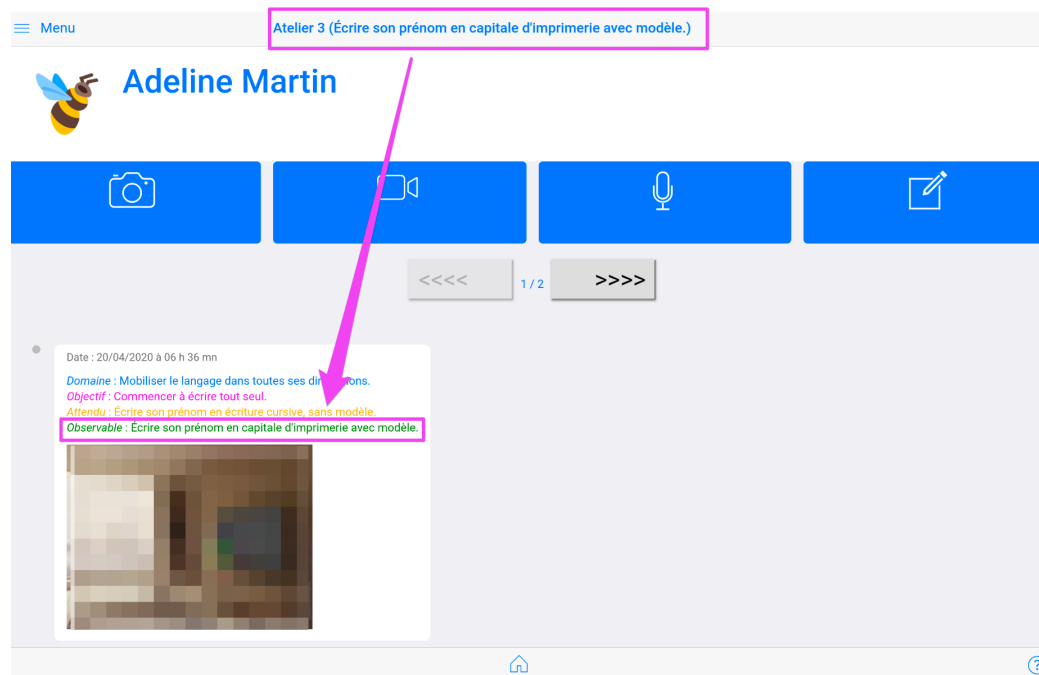 Menu
Atelier 3 (Écrire son prénom en capitale d'imprimerie avec modèle.)
Adeline Martin
<<<<
1 / 2
>>>>
Date : 20/04/2020 à 06 h 36 mn
Domaine : Mobiliser le langage dans toutes ses dimensions.
Objectif : Commencer à écrire tout seul.
Attendu : Écrire son prénom en écriture cursive, sans modèle.
Observable : Écrire son prénom en capitale d'imprimerie avec modèle.
?